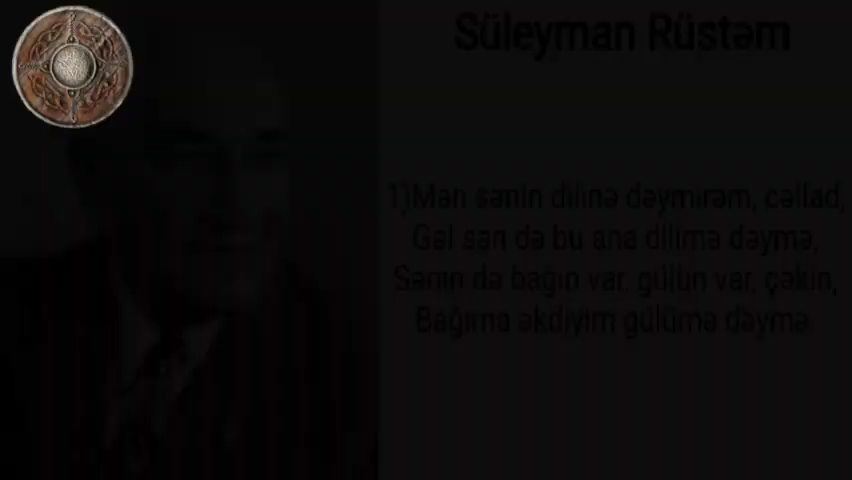 Süleyman Rüstəm
1)Mən sənin dilinə dəymirəm, cəllad,
Gəl sən də bu ana dilimə dəymə,
Sənin də bağın var, gülün var, çəkin,
Bağıma əkdiyim gülümə dəymə